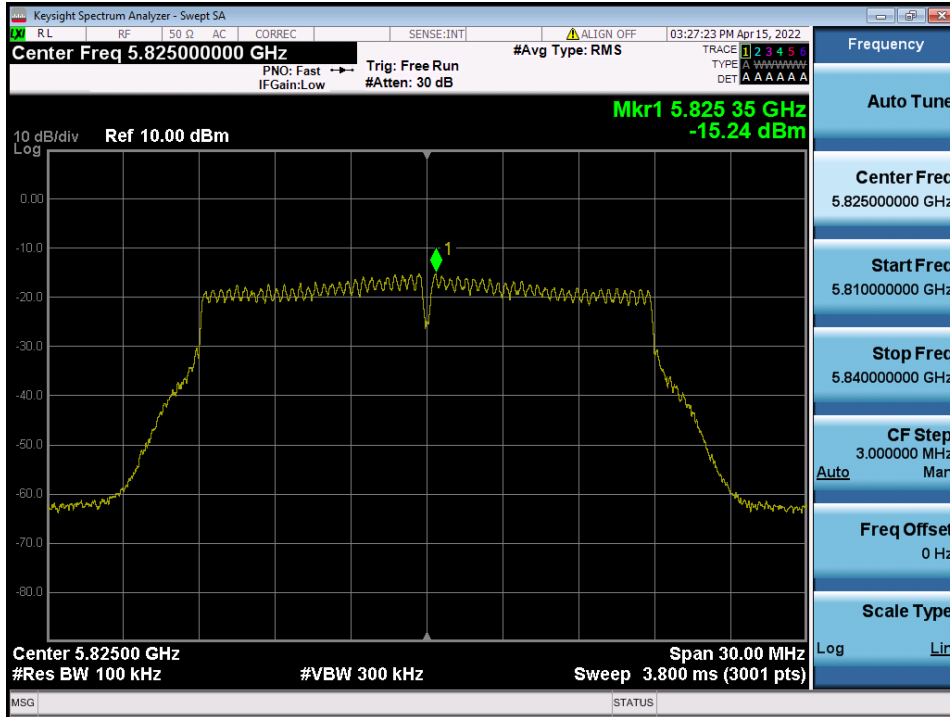 Keysight Spectrum Analyzer - Swept SA
LXI RL RF 50 Ω AC CORREC SENSE:INT ALIGN OFF 03:27:23 PM Apr 15, 2022
Center Freq 5.825000000 GHz
PNO: Fast
IFGain:Low
Trig: Free Run
#Atten: 30 dB
#Avg Type: RMS
TRACE 1 2 3 4 5 6
TYPE A WWWWW
DET A A A A A A
Mkr1 5.825 35 GHz
-15.24 dBm
10 dB/div Ref 10.00 dBm
Log
1
0.00
-10.0
-20.0
-30.0
-40.0
-50.0
-60.0
-70.0
-80.0
Center 5.82500 GHz Span 30.00 MHz
#Res BW 100 kHz #VBW 300 kHz Sweep 3.800 ms (3001 pts)
MSG STATUS
Frequency
Auto Tune
Center Freq
5.825000000 GHz
Start Freq
5.810000000 GHz
Stop Freq
5.840000000 GHz
CF Step
3.000000 MHz
Auto Man
Freq Offset
0 Hz
Scale Type
Log Lin